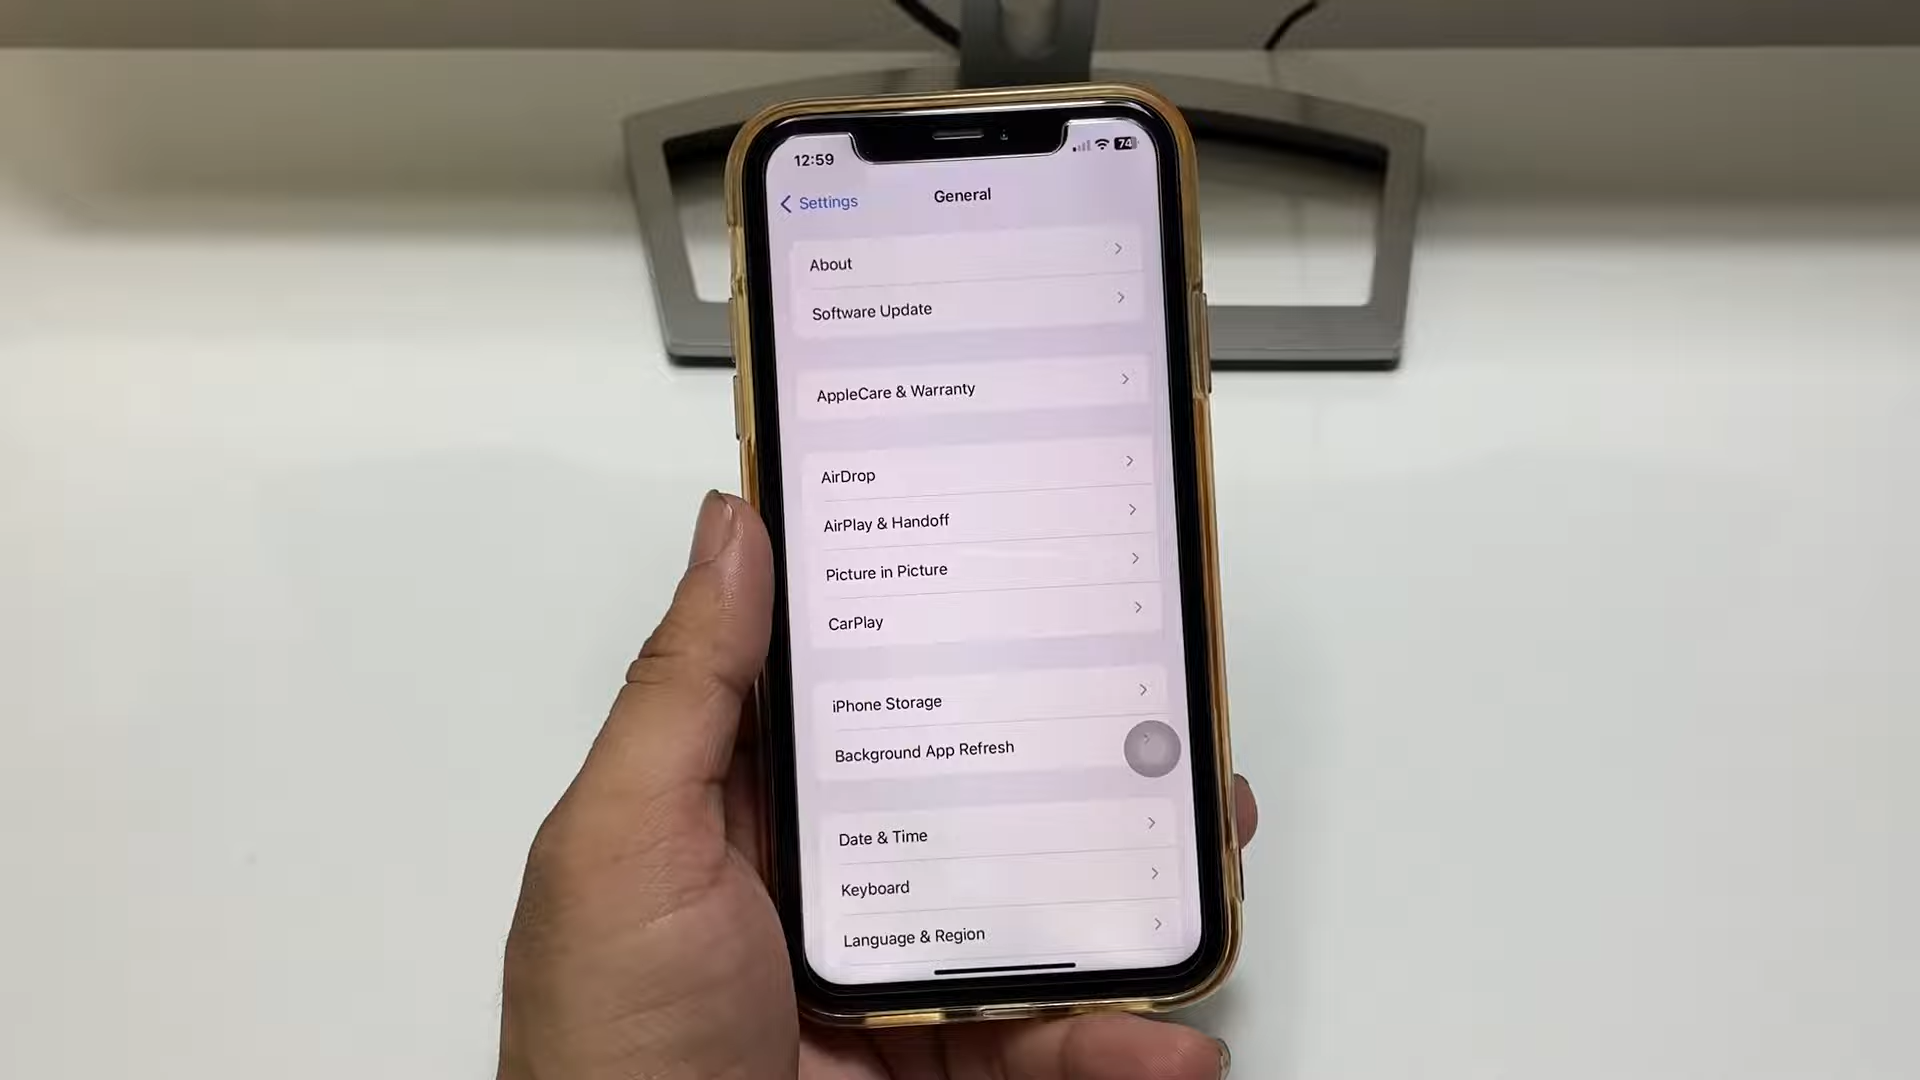 12:59
74
Settings
General
About
Software Update
AppleCare & Warranty
AirDrop
AirPlay & Handoff
Picture in Picture
CarPlay
iPhone Storage
Background App Refresh
Date & Time
Keyboard
Language & Region